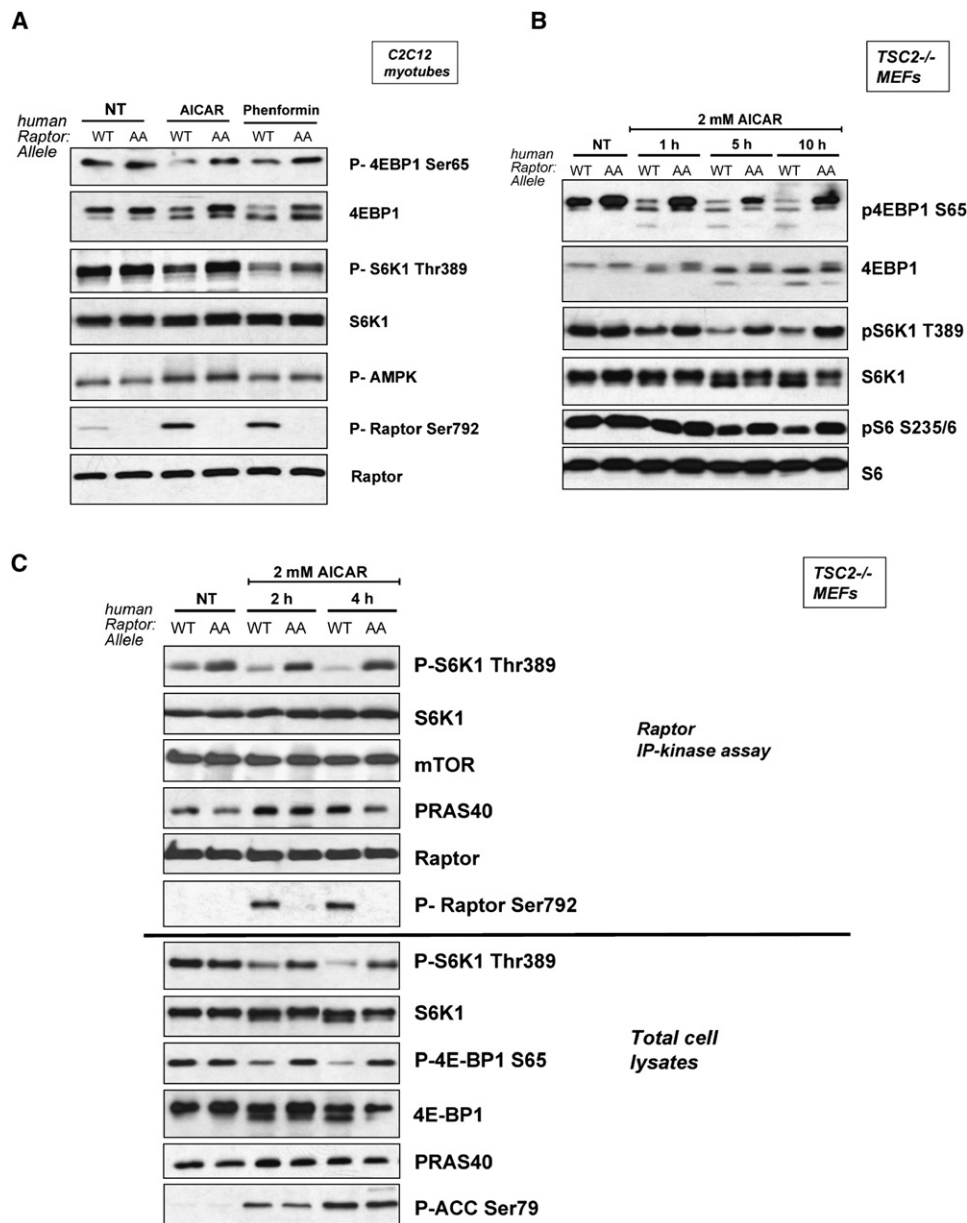 A
C2C12
myotubes
NT AICAR Phenformin
human
Raptor:
Allele
WT AA WT AA WT AA
P- 4EBP1 Ser65
4EBP1
P- S6K1 Thr389
S6K1
P- AMPK
P- Raptor Ser792
Raptor
B
TSC2-/-
MEFs
2 mM AICAR
NT 1 h 5 h 10 h
human
Raptor:
Allele
WT AA WT AA WT AA WT AA
p4EBP1 S65
4EBP1
pS6K1 T389
S6K1
pS6 S235/6
S6
C
TSC2-/-
MEFs
2 mM AICAR
NT 2 h 4 h
human
Raptor:
Allele
WT AA WT AA WT AA
P-S6K1 Thr389
S6K1
mTOR
PRAS40
Raptor
P- Raptor Ser792
Raptor
IP-kinase assay
P-S6K1 Thr389
S6K1
P-4E-BP1 S65
4E-BP1
PRAS40
P-ACC Ser79
Total cell
lysates